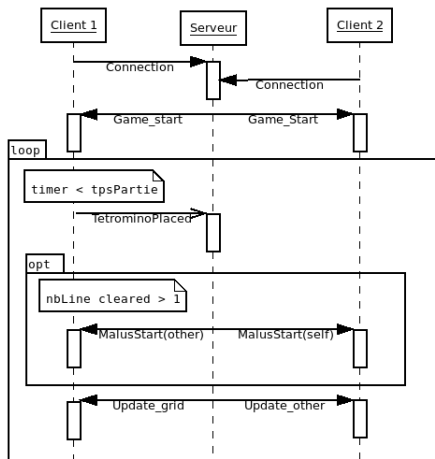 Client 1
Serveur
Client 2
Connection
Connection
Game_start
Game_Start
loop
timer < tpsPartie
TetrominoPlaced
opt
nbLine cleared > 1
MalusStart(other)
MalusStart(self)
Update_grid
Update_other